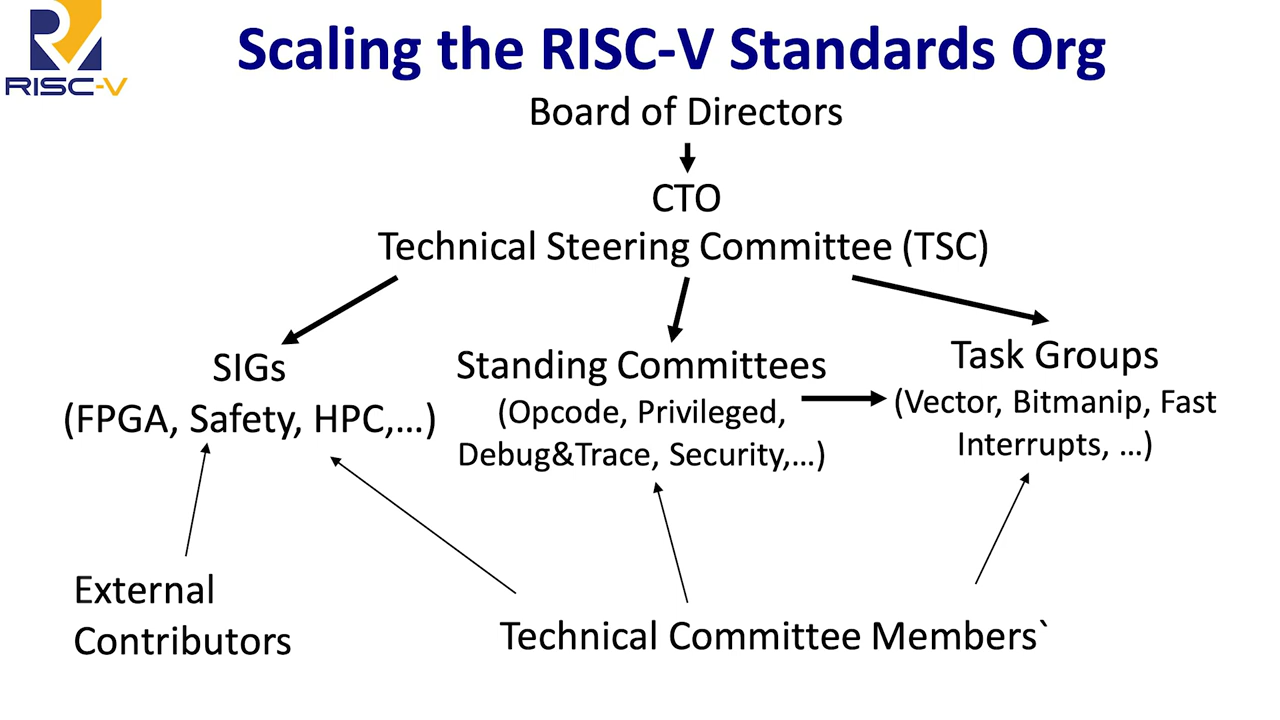 RISC-V
Scaling the RISC-V Standards Org
Board of Directors
CTO
Technical Steering Committee (TSC)
SIGs
(FPGA, Safety, HPC,...)
Standing Committees
(Opcode, Privileged,
Debug&Trace, Security,...)
Task Groups
(Vector, Bitmanip, Fast
Interrupts, ...)
External
Contributors
Technical Committee Members`